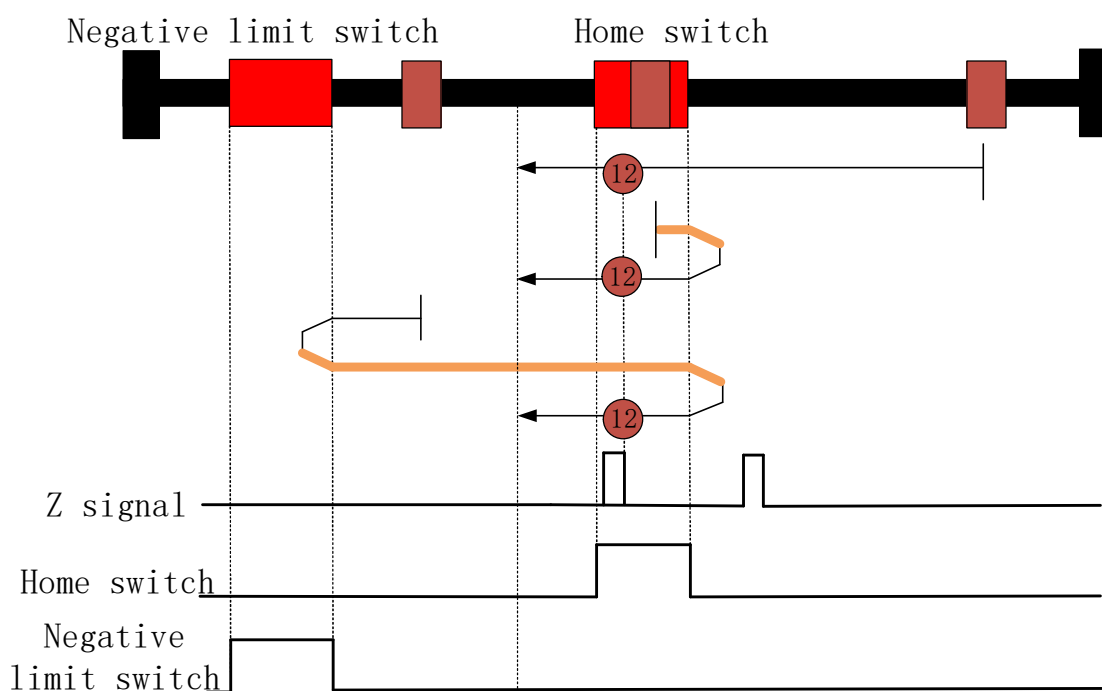 Negative limit switch
Home switch
12
12
12
Z signal
Home switch
Negative
limit switch